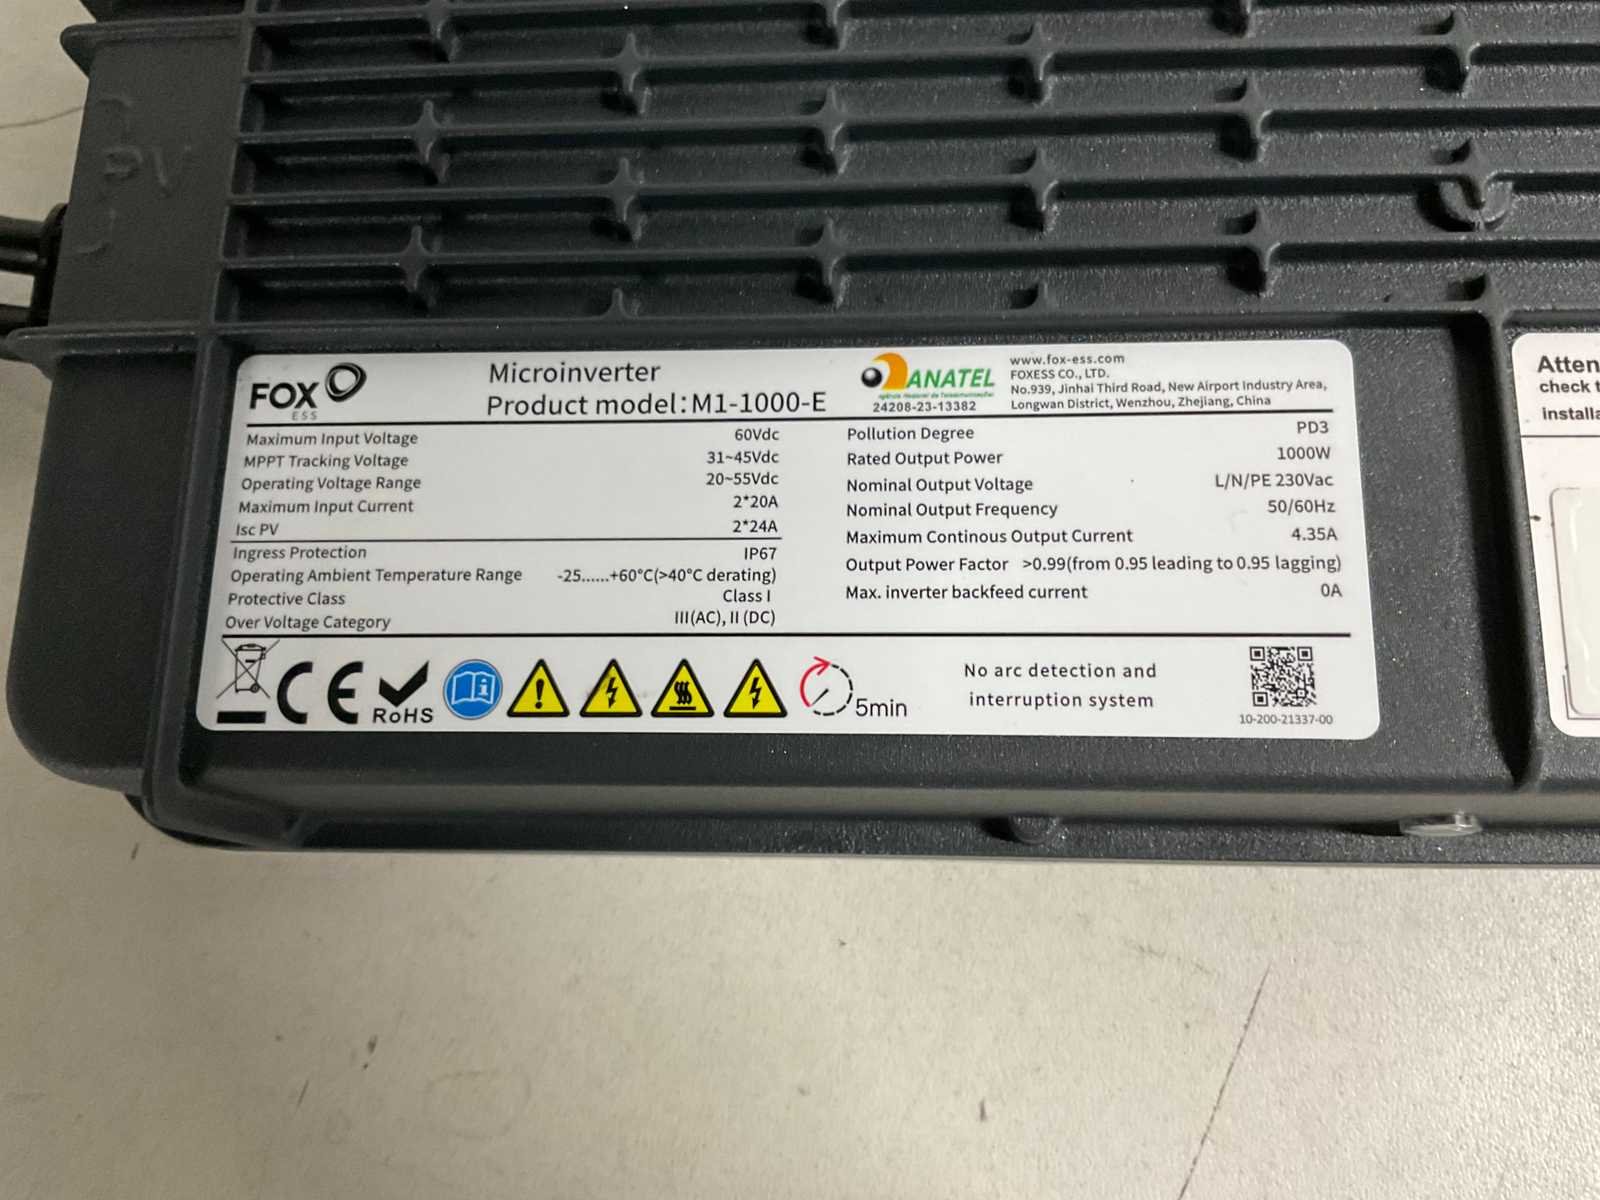 PV
FOX
ESS
Microinverter
Product model:M1-1000-E
ANATEL
Agência Nacional de Telecomunicações
24208-23-13382
www.fox-ess.com
FOXESS CO., LTD.
No.939, Jinhai Third Road, New Airport Industry Area,
Longwan District, Wenzhou, Zhejiang, China
Maximum Input Voltage 60Vdc
MPPT Tracking Voltage 31~45Vdc
Operating Voltage Range 20~55Vdc
Maximum Input Current 2*20A
Isc PV 2*24A
Ingress Protection IP67
Operating Ambient Temperature Range -25......+60°C(>40°C derating)
Protective Class Class I
Over Voltage Category III(AC), II (DC)
Pollution Degree PD3
Rated Output Power 1000W
Nominal Output Voltage L/N/PE 230Vac
Nominal Output Frequency 50/60Hz
Maximum Continous Output Current 4.35A
Output Power Factor >0.99(from 0.95 leading to 0.95 lagging)
Max. inverter backfeed current 0A
CE
RoHS
5min
No arc detection and
interruption system
10-200-21337-00
Atten
check t
installa